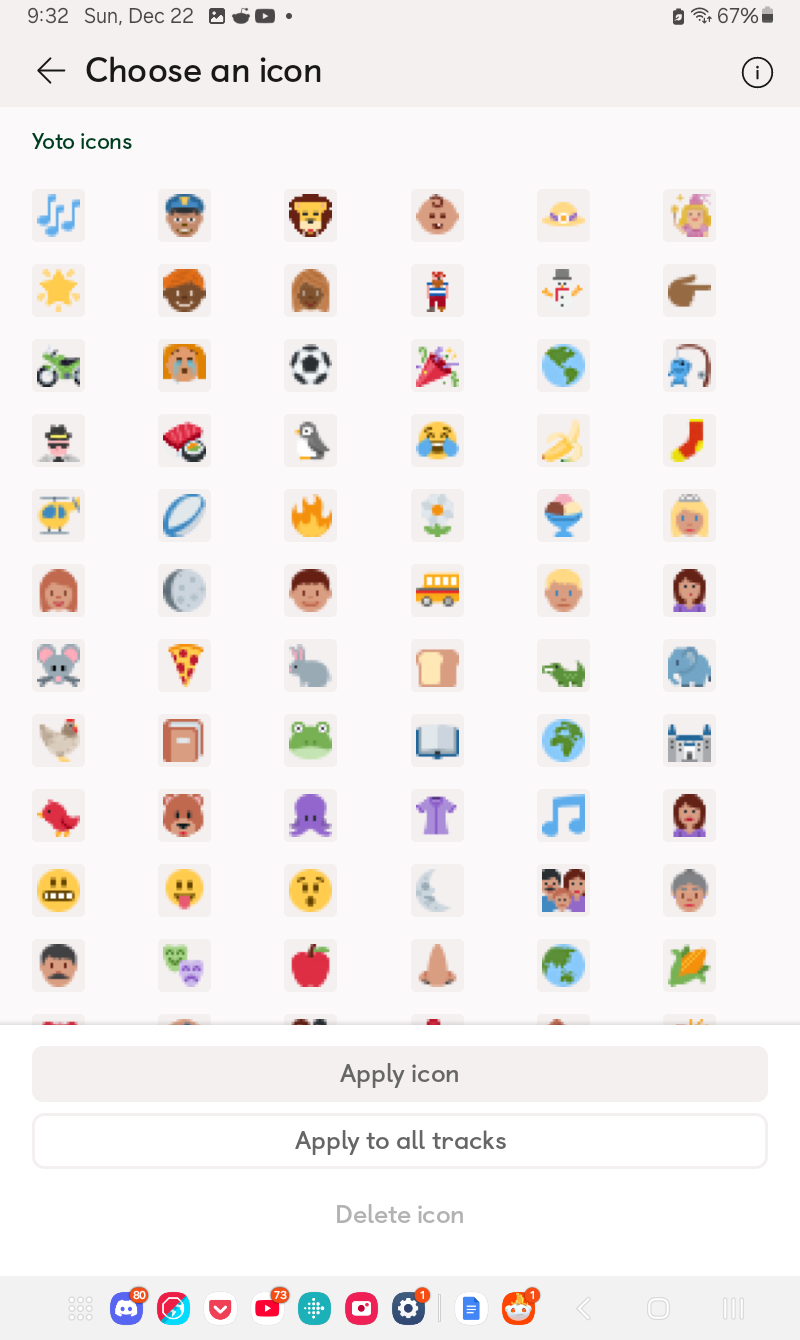 9:32 Sun, Dec 22
67%
Choose an icon
Yoto icons
Apply icon
Apply to all tracks
Delete icon
80
73
1
1